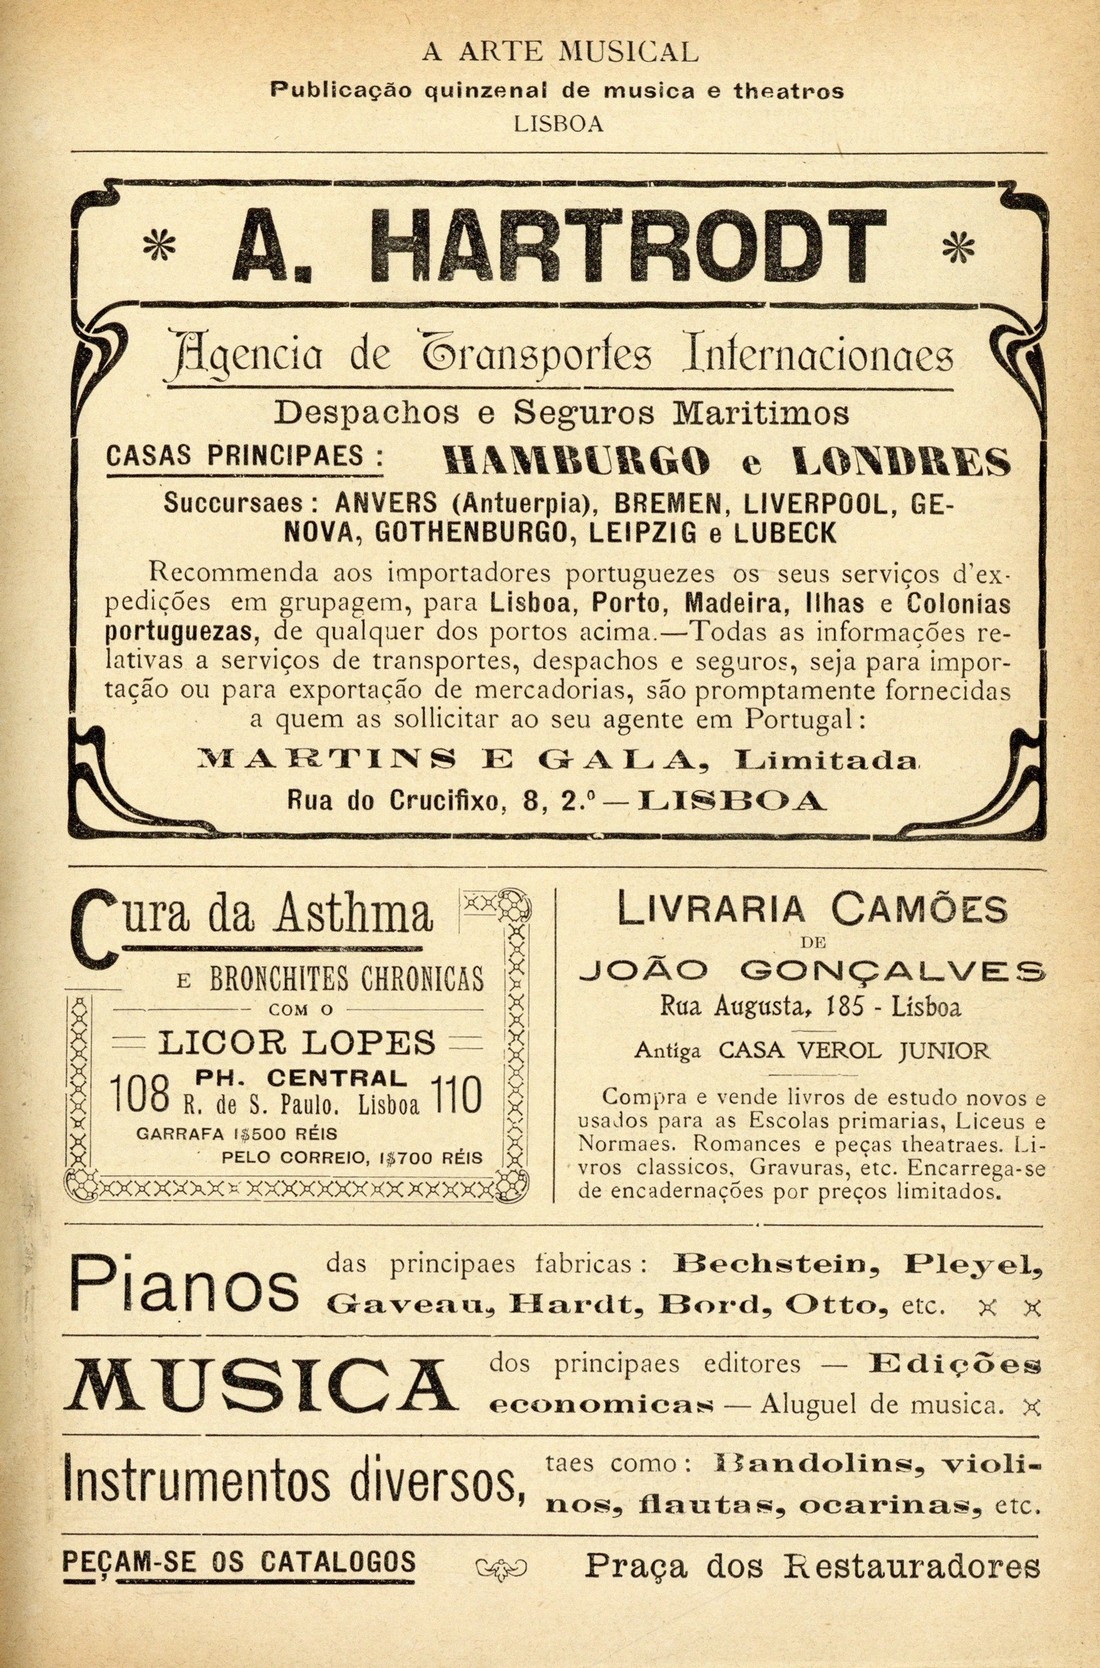 A ARTE MUSICAL
Publicação quinzenal de musica e theatros
LISBOA
A. HARTRODT
Agencia de Transportes Internacionaes
Despachos e Seguros Maritimos
CASAS PRINCIPAES : HAMBURGO e LONDRES
Succursaes : ANVERS (Antuerpia), BREMEN, LIVERPOOL, GE-
NOVA, GOTHENBURGO, LEIPZIG e LUBECK
Recommenda aos importadores portuguezes os seus serviços d'ex-
pedições em grupagem, para Lisboa, Porto, Madeira, Ilhas e Colonias
portuguezas, de qualquer dos portos acima.—Todas as informações re-
lativas a serviços de transportes, despachos e seguros, seja para impor-
tação ou para exportação de mercadorias, são promptamente fornecidas
a quem as sollicitar ao seu agente em Portugal :
MARTINS E GALA, Limitada
Rua do Crucifixo, 8, 2.º — LISBOA
Cura da Asthma
E BRONCHITES CHRONICAS
COM O
LICOR LOPES
108 PH. CENTRAL 110
R. de S. Paulo. Lisboa
GARRAFA 1$500 RÉIS
PELO CORREIO, 1$700 RÉIS
LIVRARIA CAMÕES
DE
JOÃO GONÇALVES
Rua Augusta, 185 - Lisboa
Antiga CASA VEROL JUNIOR
Compra e vende livros de estudo novos e
usados para as Escolas primarias, Liceus e
Normaes. Romances e peças theatraes. Li-
vros classicos, Gravuras, etc. Encarrega-se
de encadernações por preços limitados.
Pianos das principaes fabricas : Bechstein, Pleyel,
Gaveau, Hardt, Bord, Otto, etc.
MUSICA dos principaes editores — Edições
economicas — Aluguel de musica.
Instrumentos diversos, taes como : Bandolins, violi-
nos, flautas, ocarinas, etc.
PEÇAM-SE OS CATALOGOS Praça dos Restauradores